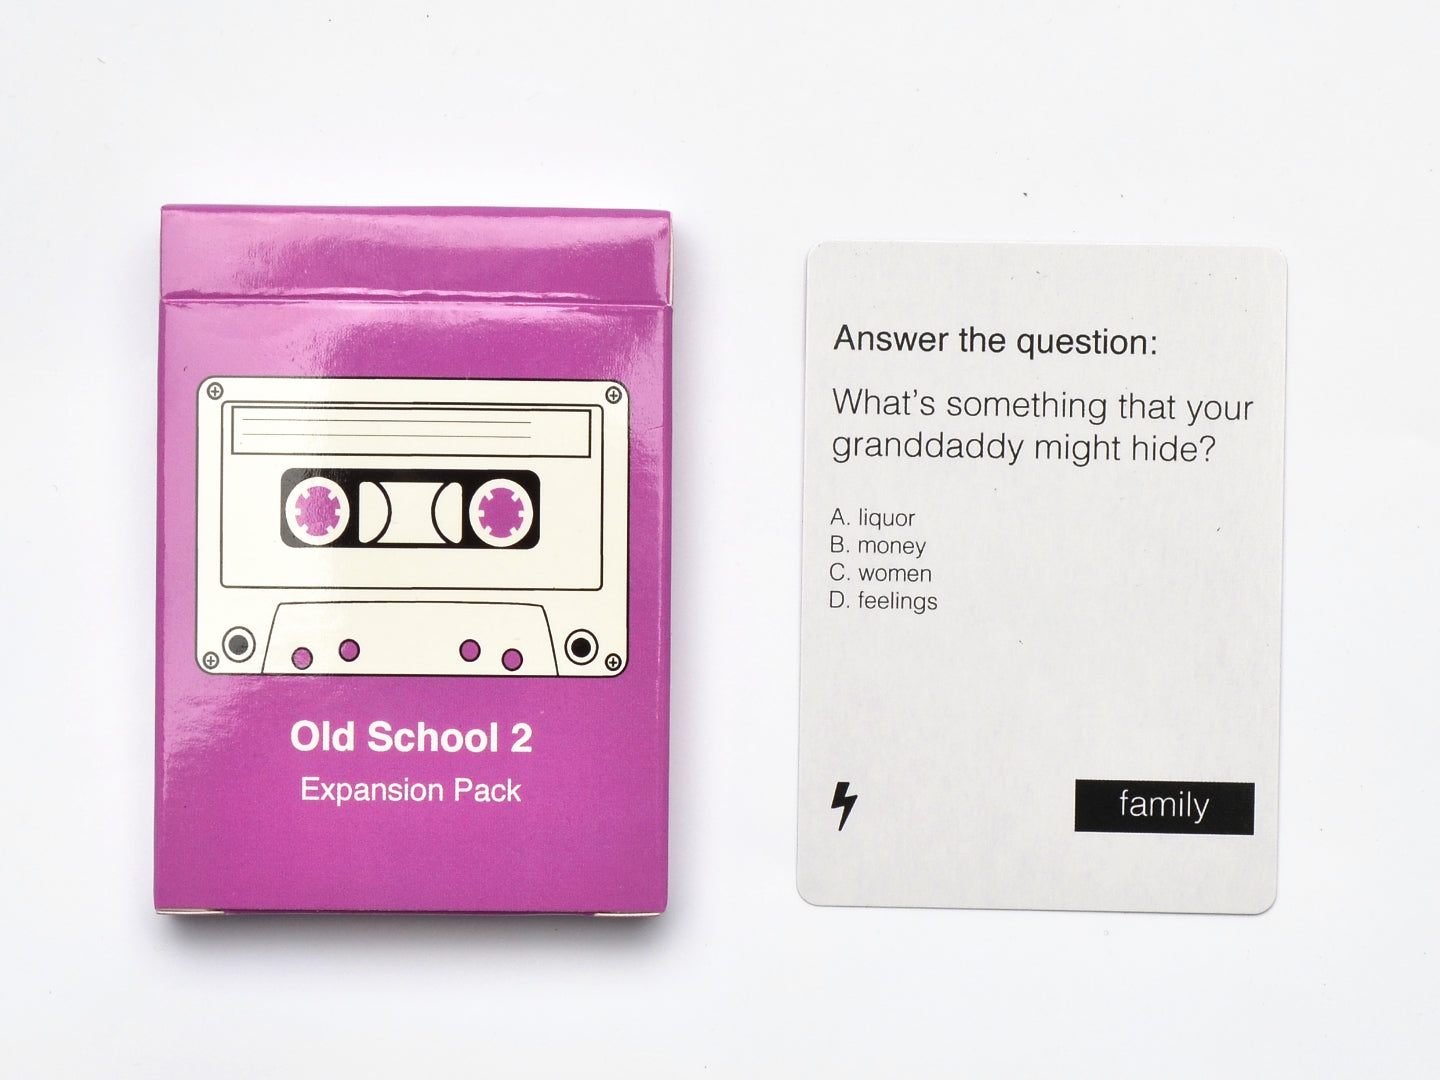 Old School 2
Expansion Pack
Answer the question:
What's something that your
granddaddy might hide?
A. liquor
B. money
C. women
D. feelings
family